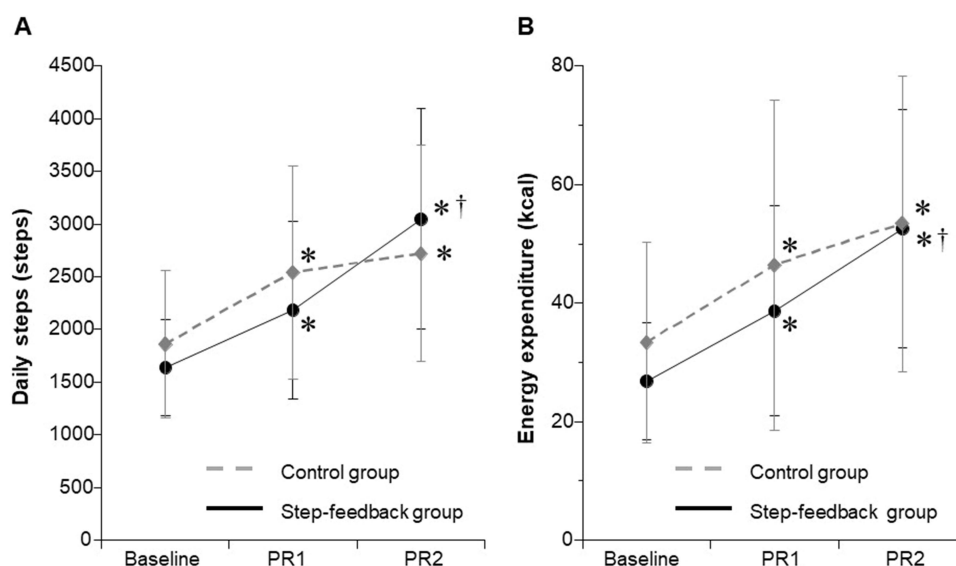 A
Daily steps (steps)
4500
4000
3500
3000
2500
2000
1500
1000
500
0
* †
*
*
*
Control group
Step-feedback group
Baseline PR1 PR2
B
Energy expenditure (kcal)
80
60
40
20
0
*
* †
*
*
Control group
Step-feedback group
Baseline PR1 PR2